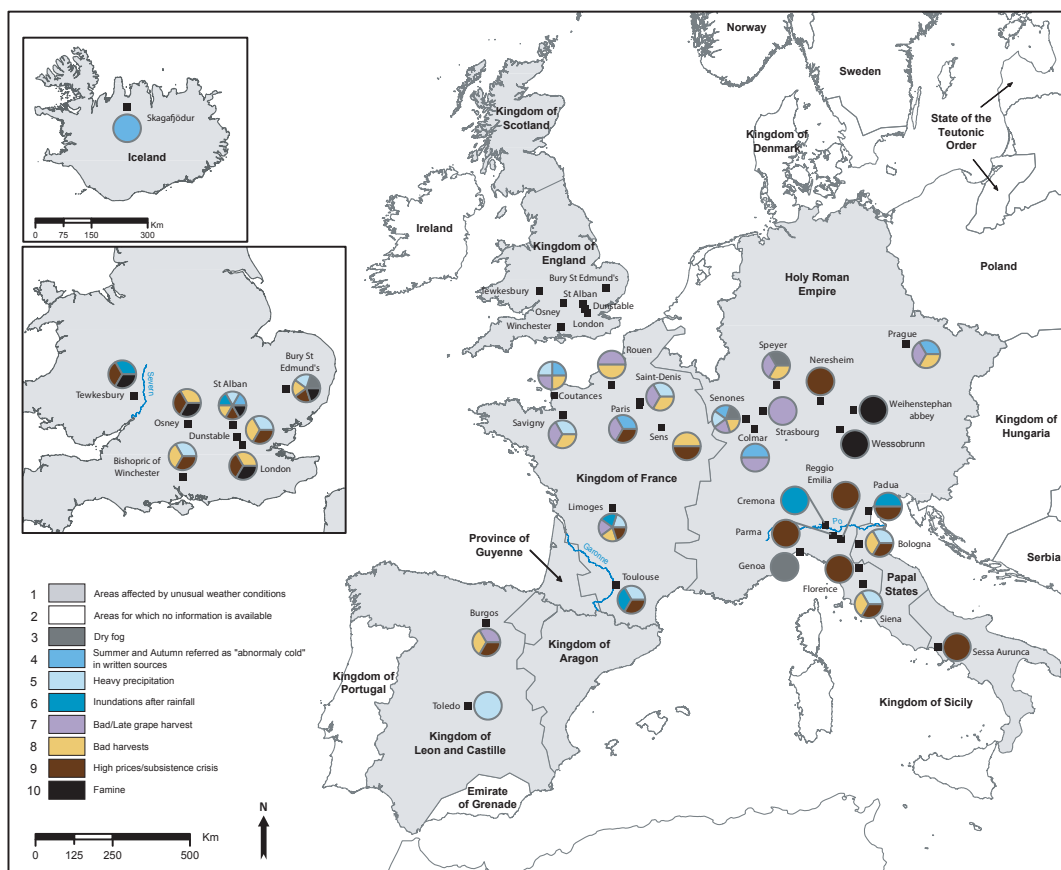 Skagafjödur
Iceland
0 75 150 300 Km
Severn
Tewkesbury
Osney
St Alban
Bury St
Edmund's
Dunstable
Bishopric of
Winchester
London
Norway
Sweden
State of the
Teutonic
Order
Kingdom of
Scotland
Kingdom of
Denmark
Ireland
Kingdom of
England
Poland
Holy Roman
Empire
Bury St Edmund's
Tewkesbury
St Alban
Osney
Dunstable
Winchester
London
Rouen
Saint-Denis
Coutances
Savigny
Paris
Sens
Senones
Colmar
Strasbourg
Speyer
Neresheim
Prague
Weihenstephan
abbey
Wessobrunn
Kingdom of
Hungaria
Kingdom of France
Reggio
Emilia
Padua
Cremona
Po
Parma
Bologna
Genoa
Florence
Papal
States
Serbia
Siena
Limoges
Province of
Guyenne
Garonne
Toulouse
Burgos
Kingdom of
Aragon
Sessa Aurunca
Kingdom of
Portugal
Toledo
Kingdom of
Leon and Castille
Kingdom of Sicily
Emirate
of Grenade
1 Areas affected by unusual weather conditions
2 Areas for which no information is available
3 Dry fog
4 Summer and Autumn referred as "abnormaly cold"
in written sources
5 Heavy precipitation
6 Inundations after rainfall
7 Bad/Late grape harvest
8 Bad harvests
9 High prices/subsistence crisis
10 Famine
N
Km
0 125 250 500